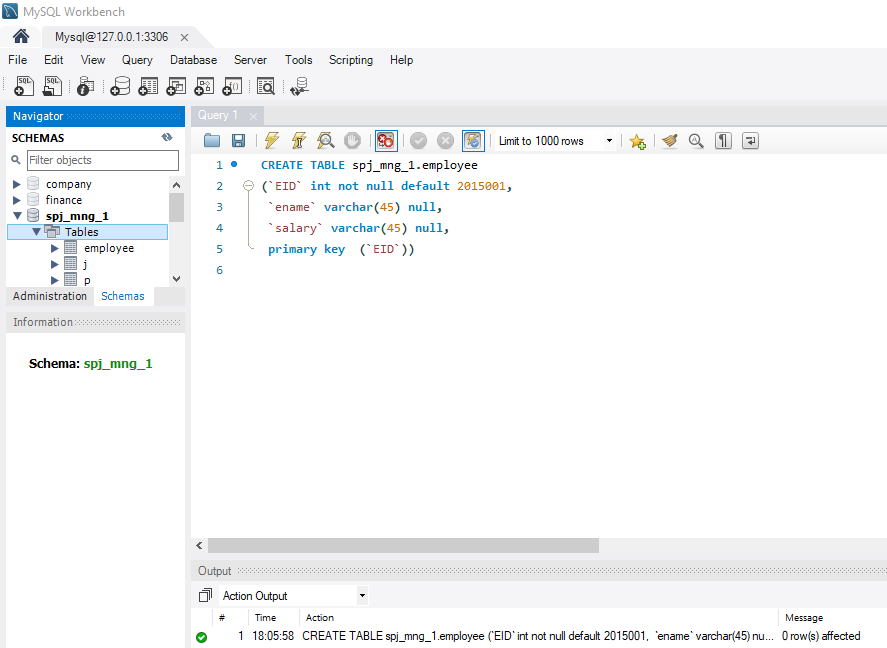 MySQL Workbench
Mysql@127.0.0.1:3306
File Edit View Query Database Server Tools Scripting Help
SQL SQL
Navigator
SCHEMAS
Filter objects
company
finance
spj_mng_1
Tables
employee
j
p
Administration Schemas
Information
Schema: spj_mng_1
Query 1
Limit to 1000 rows
1 CREATE TABLE spj_mng_1.employee
2 (`EID` int not null default 2015001,
3 `ename` varchar(45) null,
4 `salary` varchar(45) null,
5 primary key (`EID`))
6
Output
Action Output
# Time Action Message
1 18:05:58 CREATE TABLE spj_mng_1.employee (`EID` int not null default 2015001, `ename` varchar(45) nu... 0 row(s) affected